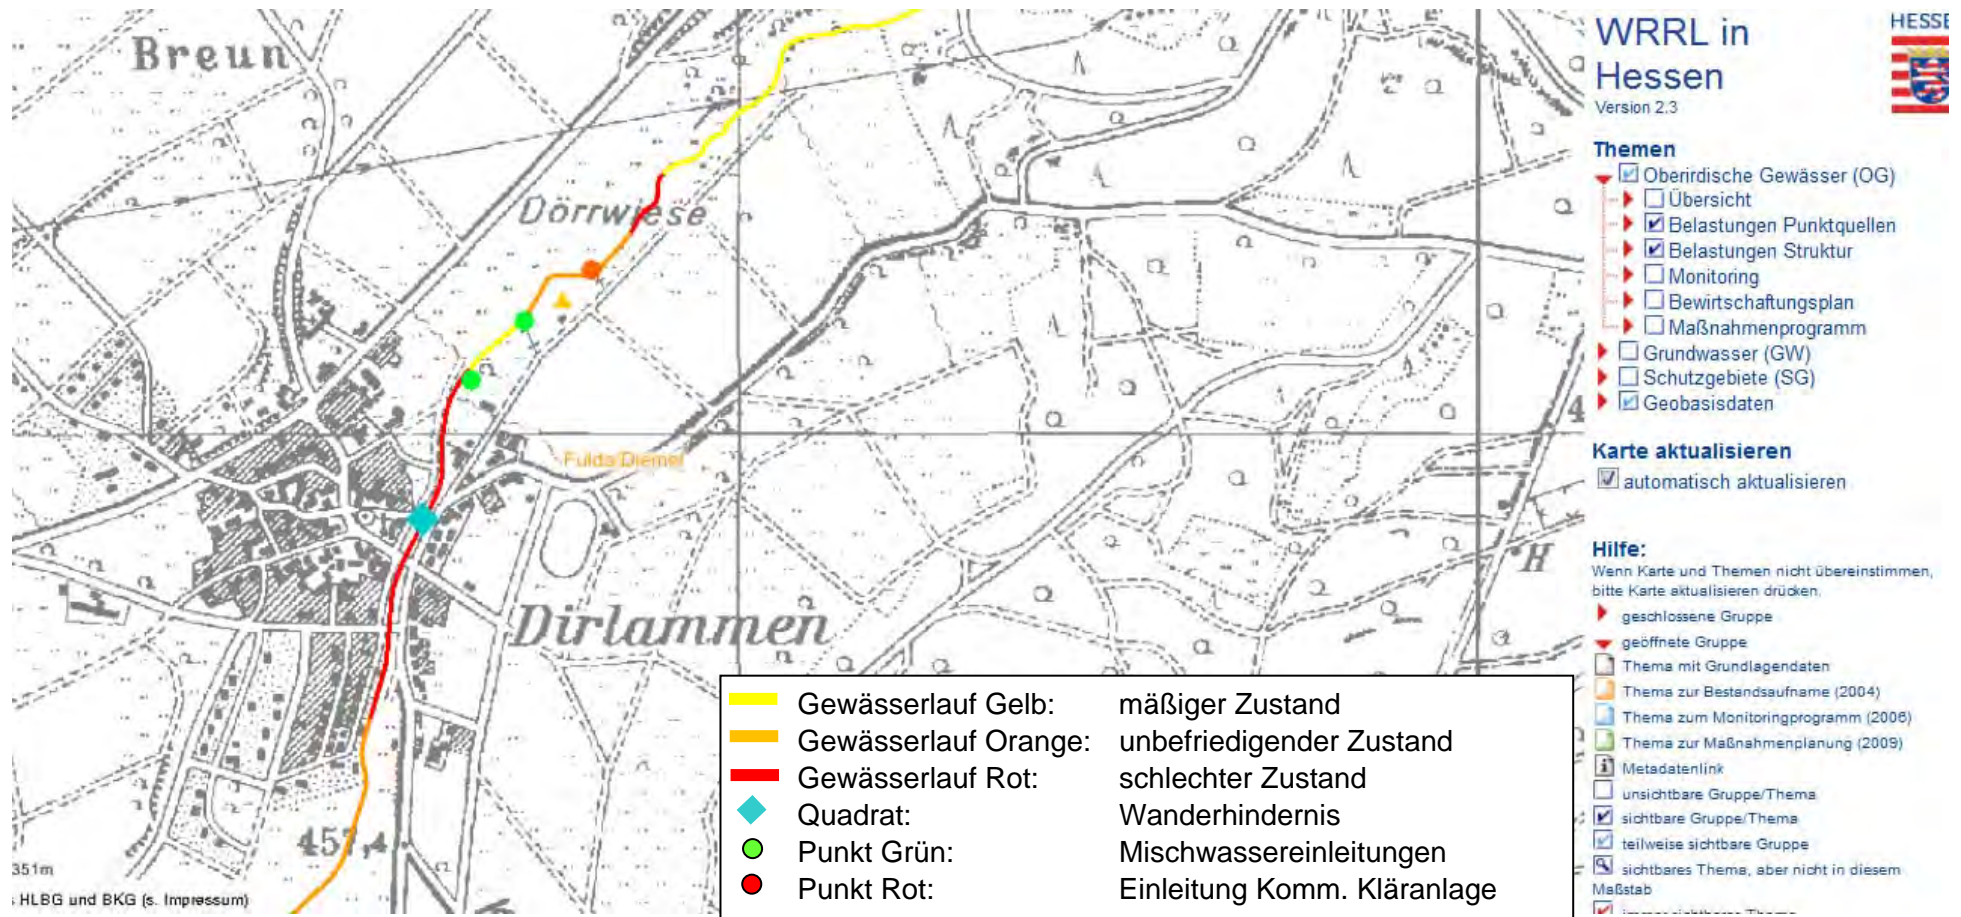 Breun
Dörrwiese
Fulda/Diemel
Dirlammen
H
4
457,4
351m
HLBG und BKG (s. Impressum)
Gewässerlauf Gelb: mäßiger Zustand
Gewässerlauf Orange: unbefriedigender Zustand
Gewässerlauf Rot: schlechter Zustand
Quadrat: Wanderhindernis
Punkt Grün: Mischwassereinleitungen
Punkt Rot: Einleitung Komm. Kläranlage
WRRL in
Hessen
Version 2.3
HESSE
Themen
Oberirdische Gewässer (OG)
Übersicht
Belastungen Punktquellen
Belastungen Struktur
Monitoring
Bewirtschaftungsplan
Maßnahmenprogramm
Grundwasser (GW)
Schutzgebiete (SG)
Geobasisdaten
Karte aktualisieren
automatisch aktualisieren
Hilfe:
Wenn Karte und Themen nicht übereinstimmen,
bitte Karte aktualisieren drücken.
geschlossene Gruppe
geöffnete Gruppe
Thema mit Grundlagendaten
Thema zur Bestandsaufname (2004)
Thema zum Monitoringprogramm (2006)
Thema zur Maßnahmenplanung (2009)
Metadatenlink
unsichtbare Gruppe/Thema
sichtbare Gruppe/Thema
teilweise sichtbare Gruppe
sichtbares Thema, aber nicht in diesem
Maßstab
immer sichtbares Thema